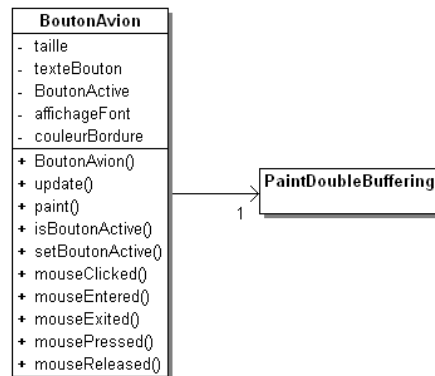 BoutonAvion
- taille
- texteBouton
- BoutonActive
- affichageFont
- couleurBordure
+ BoutonAvion()
+ update()
+ paint()
+ isBoutonActive()
+ setBoutonActive()
+ mouseClicked()
+ mouseEntered()
+ mouseExited()
+ mousePressed()
+ mouseReleased()
1
PaintDoubleBuffering